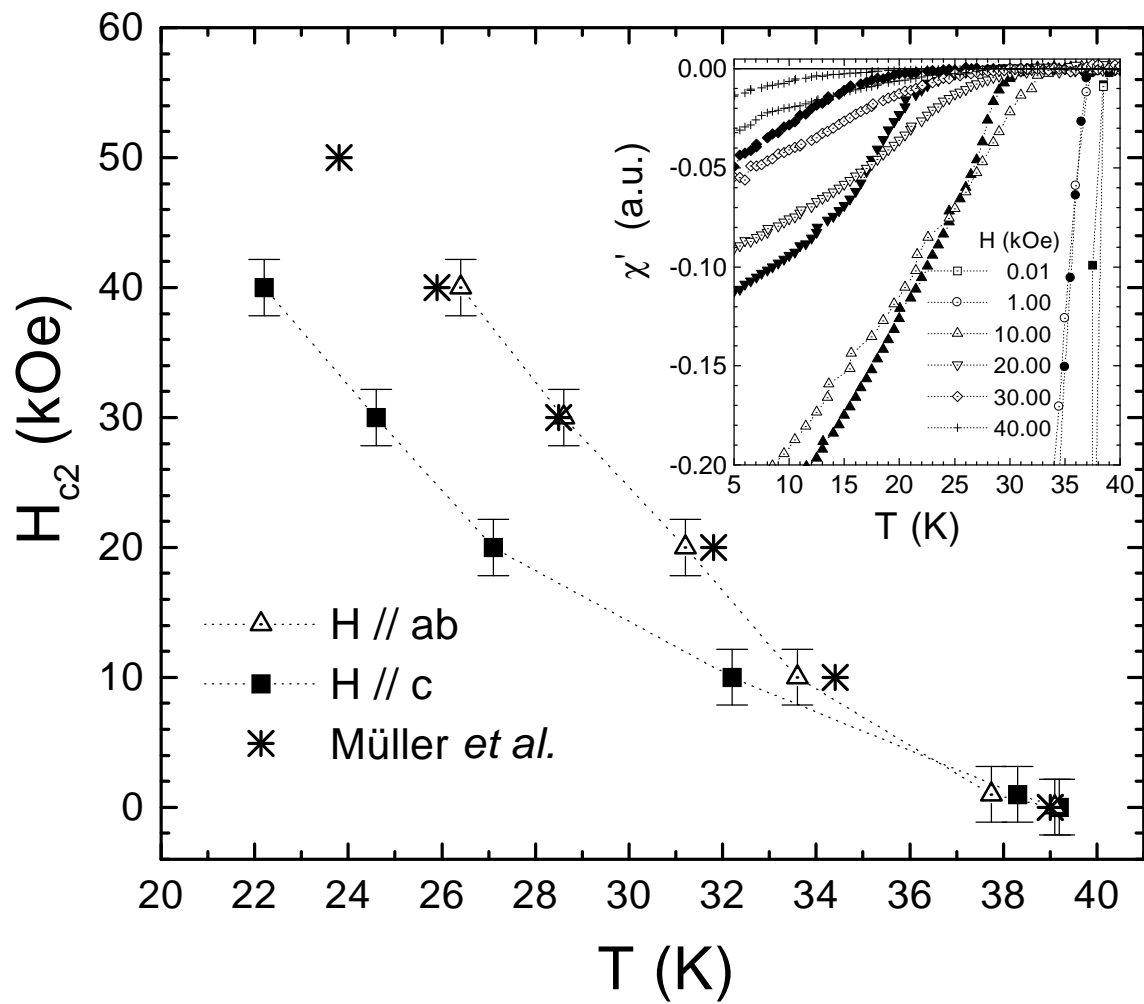 60
50
40
30
20
10
0
H_{c2} (kOe)
20 22 24 26 28 30 32 34 36 38 40
T (K)
H // ab
H // c
Müller et al.
0.00
-0.05
-0.10
-0.15
-0.20
χ' (a.u.)
5 10 15 20 25 30 35 40
T (K)
H (kOe)
0.01
1.00
10.00
20.00
30.00
40.00